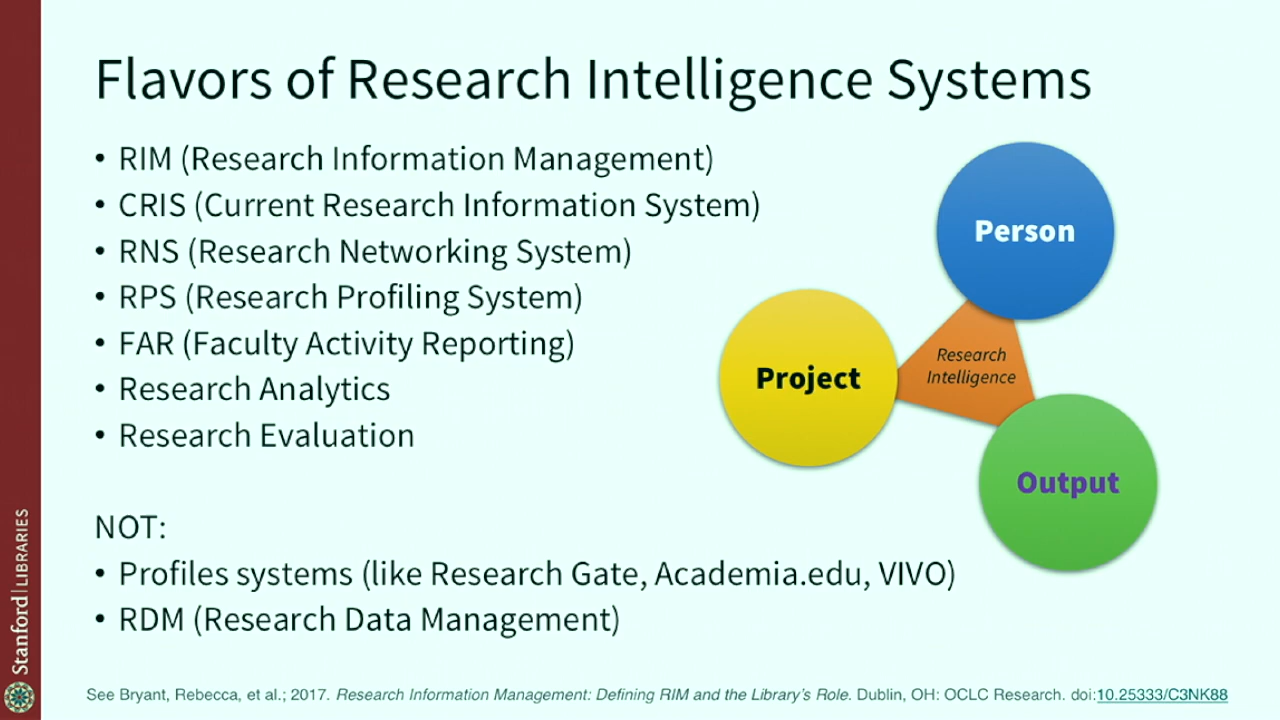 Flavors of Research Intelligence Systems
• RIM (Research Information Management)
• CRIS (Current Research Information System)
• RNS (Research Networking System)
• RPS (Research Profiling System)
• FAR (Faculty Activity Reporting)
• Research Analytics
• Research Evaluation
NOT:
• Profiles systems (like Research Gate, Academia.edu, VIVO)
• RDM (Research Data Management)
Person
Project
Research
Intelligence
Output
See Bryant, Rebecca, et al.; 2017. Research Information Management: Defining RIM and the Library's Role. Dublin, OH: OCLC Research. doi:10.25333/C3NK88
Stanford | LIBRARIES